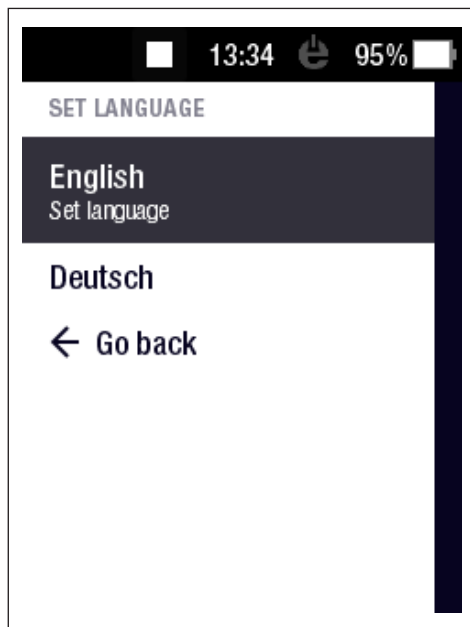 13:34 95%
SET LANGUAGE
English
Set language
Deutsch
← Go back